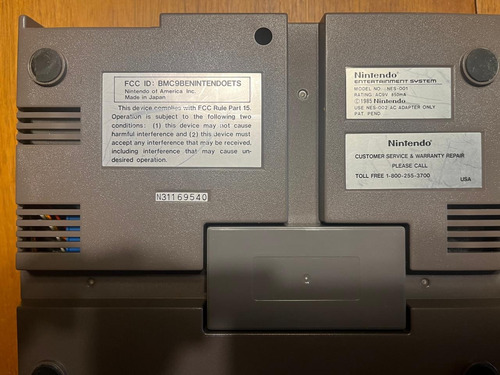 FCC ID: BMC9BENINTENDOETS
Nintendo of America Inc.
Made in Japan
This device complies with FCC Rule Part 15.
Operation is subject to the following two
conditions: (1) this device may not cause
harmful interference and (2) this device must
accept any interference that may be received,
including interference that may cause un-
desired operation.
N31169540
Nintendo®
ENTERTAINMENT SYSTEM™
MODEL NO.: NES-001
RATING: AC9V 850mA
©1985 Nintendo
USE NES-002 AC ADAPTER ONLY
PAT. PEND
Nintendo®
CUSTOMER SERVICE & WARRANTY REPAIR
PLEASE CALL
TOLL FREE 1-800-255-3700
USA